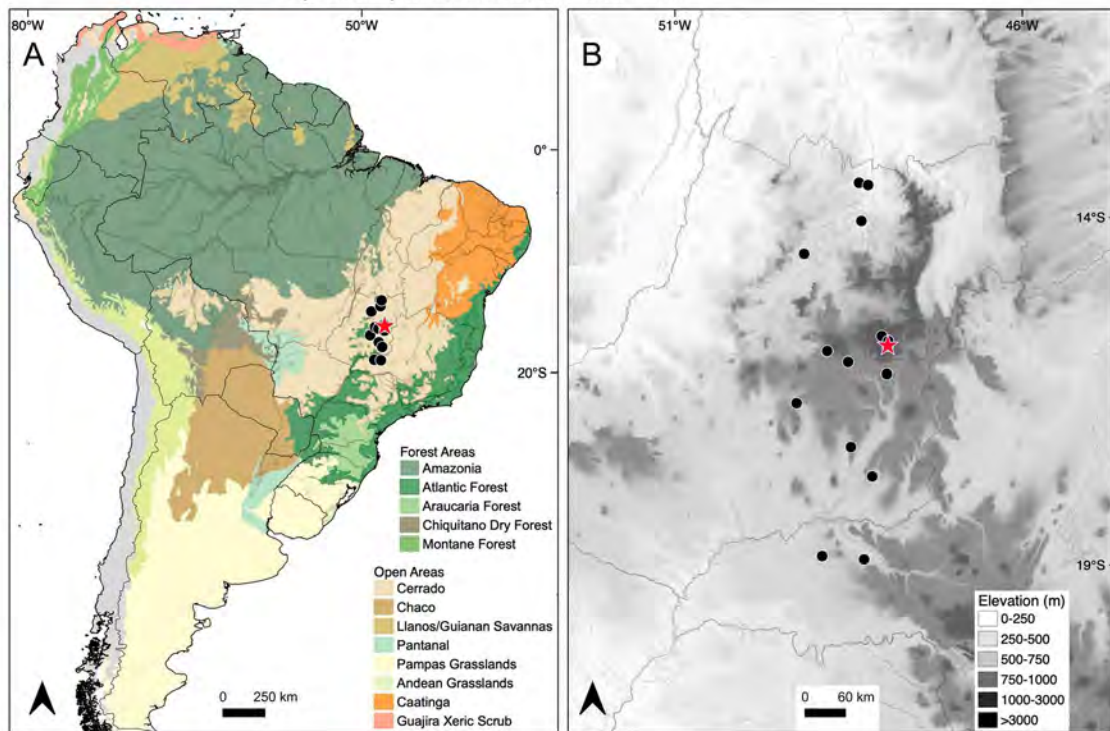 80°W
50°W
A
0°
20°S
Forest Areas
Amazonia
Atlantic Forest
Araucaria Forest
Chiquitano Dry Forest
Montane Forest
Open Areas
Cerrado
Chaco
Llanos/Guianan Savannas
Pantanal
Pampas Grasslands
Andean Grasslands
Caatinga
Guajira Xeric Scrub
0 250 km
51°W
46°W
B
14°S
19°S
Elevation (m)
0-250
250-500
500-750
750-1000
1000-3000
>3000
0 60 km